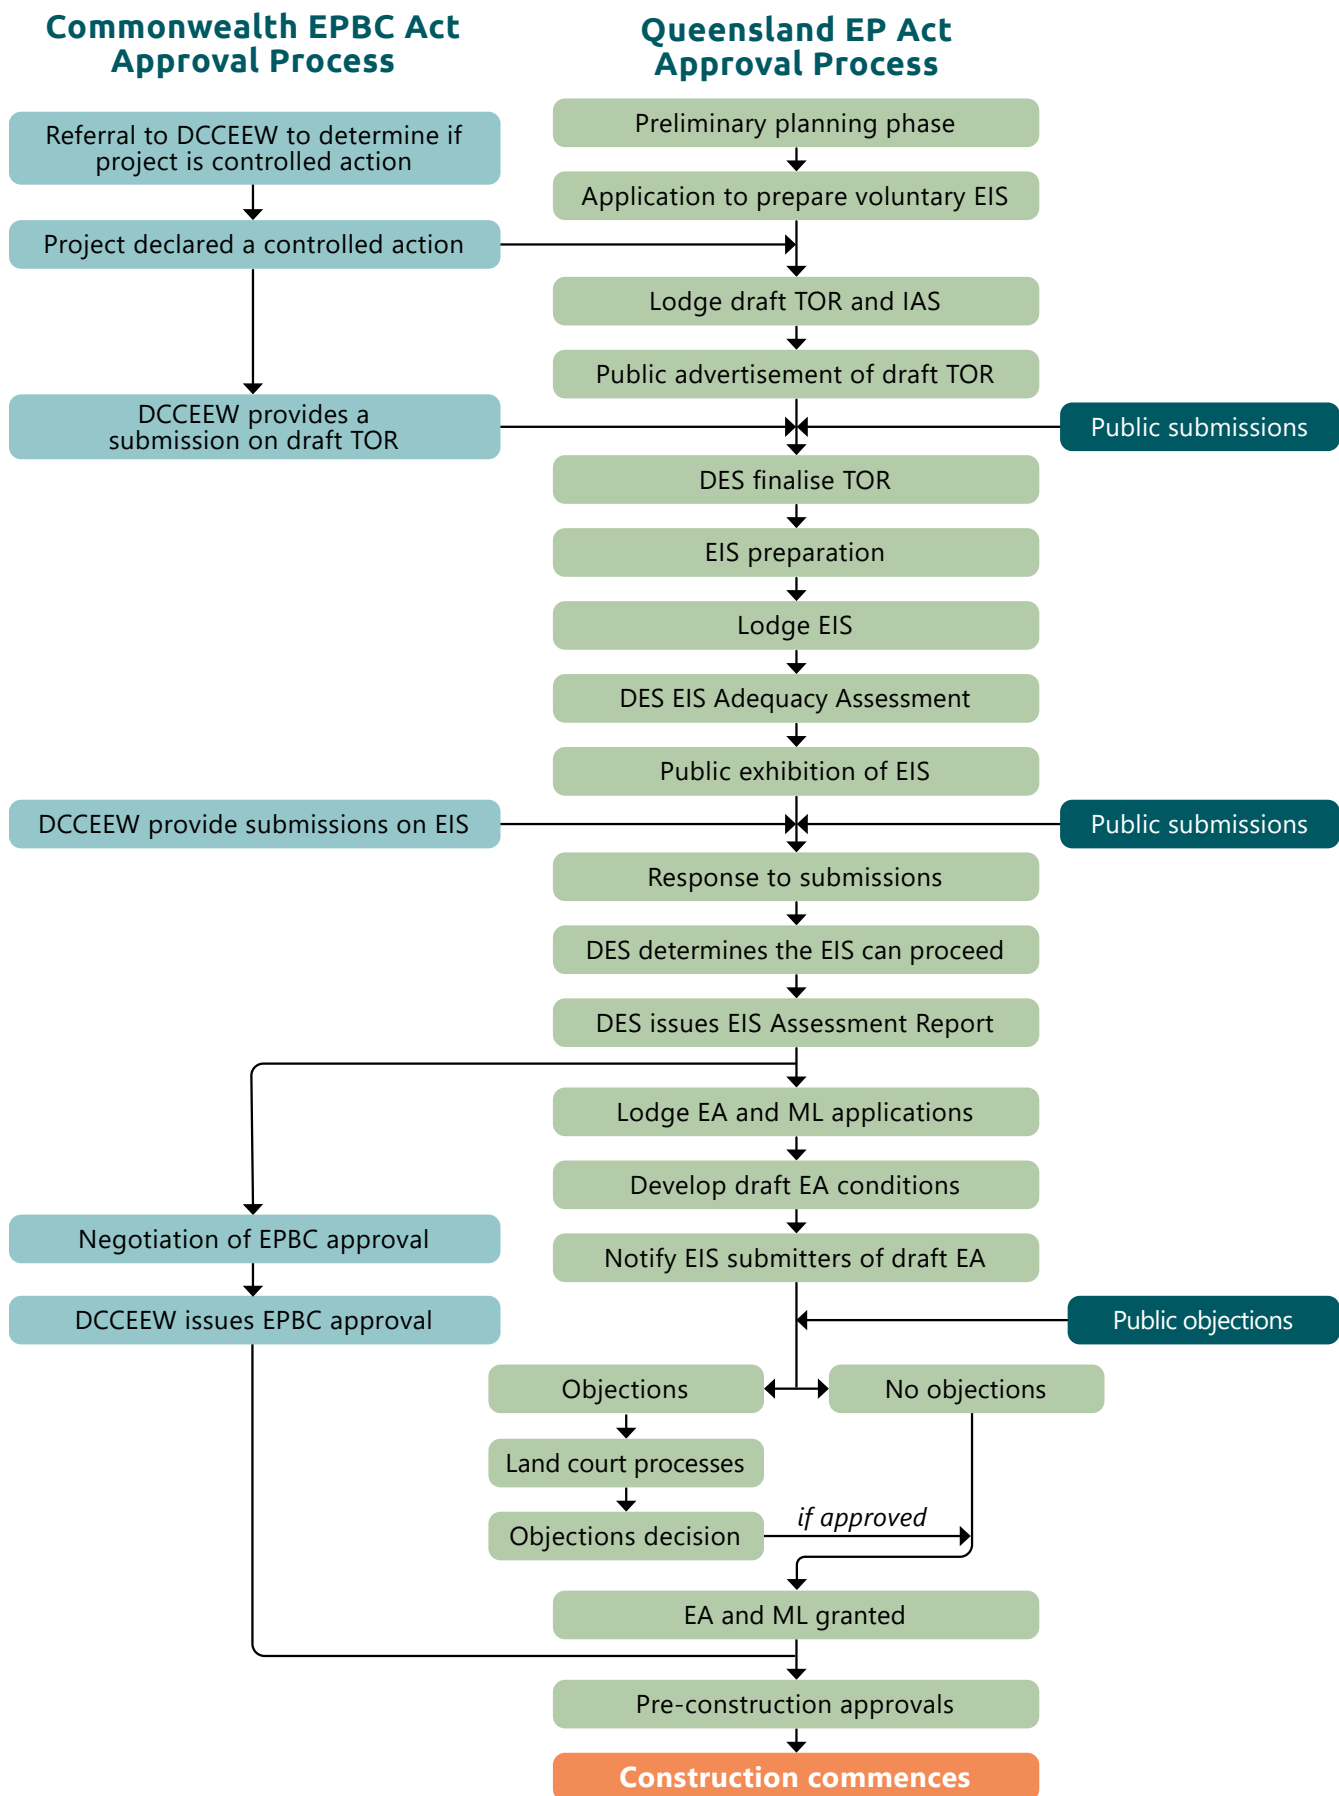 Commonwealth EPBC Act
Approval Process
Queensland EP Act
Approval Process
Referral to DCCEEW to determine if
project is controlled action
Preliminary planning phase
Application to prepare voluntary EIS
Project declared a controlled action
Lodge draft TOR and IAS
Public advertisement of draft TOR
DCCEEW provides a
submission on draft TOR
Public submissions
DES finalise TOR
EIS preparation
Lodge EIS
DES EIS Adequacy Assessment
Public exhibition of EIS
DCCEEW provide submissions on EIS
Public submissions
Response to submissions
DES determines the EIS can proceed
DES issues EIS Assessment Report
Lodge EA and ML applications
Develop draft EA conditions
Negotiation of EPBC approval
Notify EIS submitters of draft EA
DCCEEW issues EPBC approval
Public objections
Objections
No objections
Land court processes
Objections decision
if approved
EA and ML granted
Pre-construction approvals
Construction commences